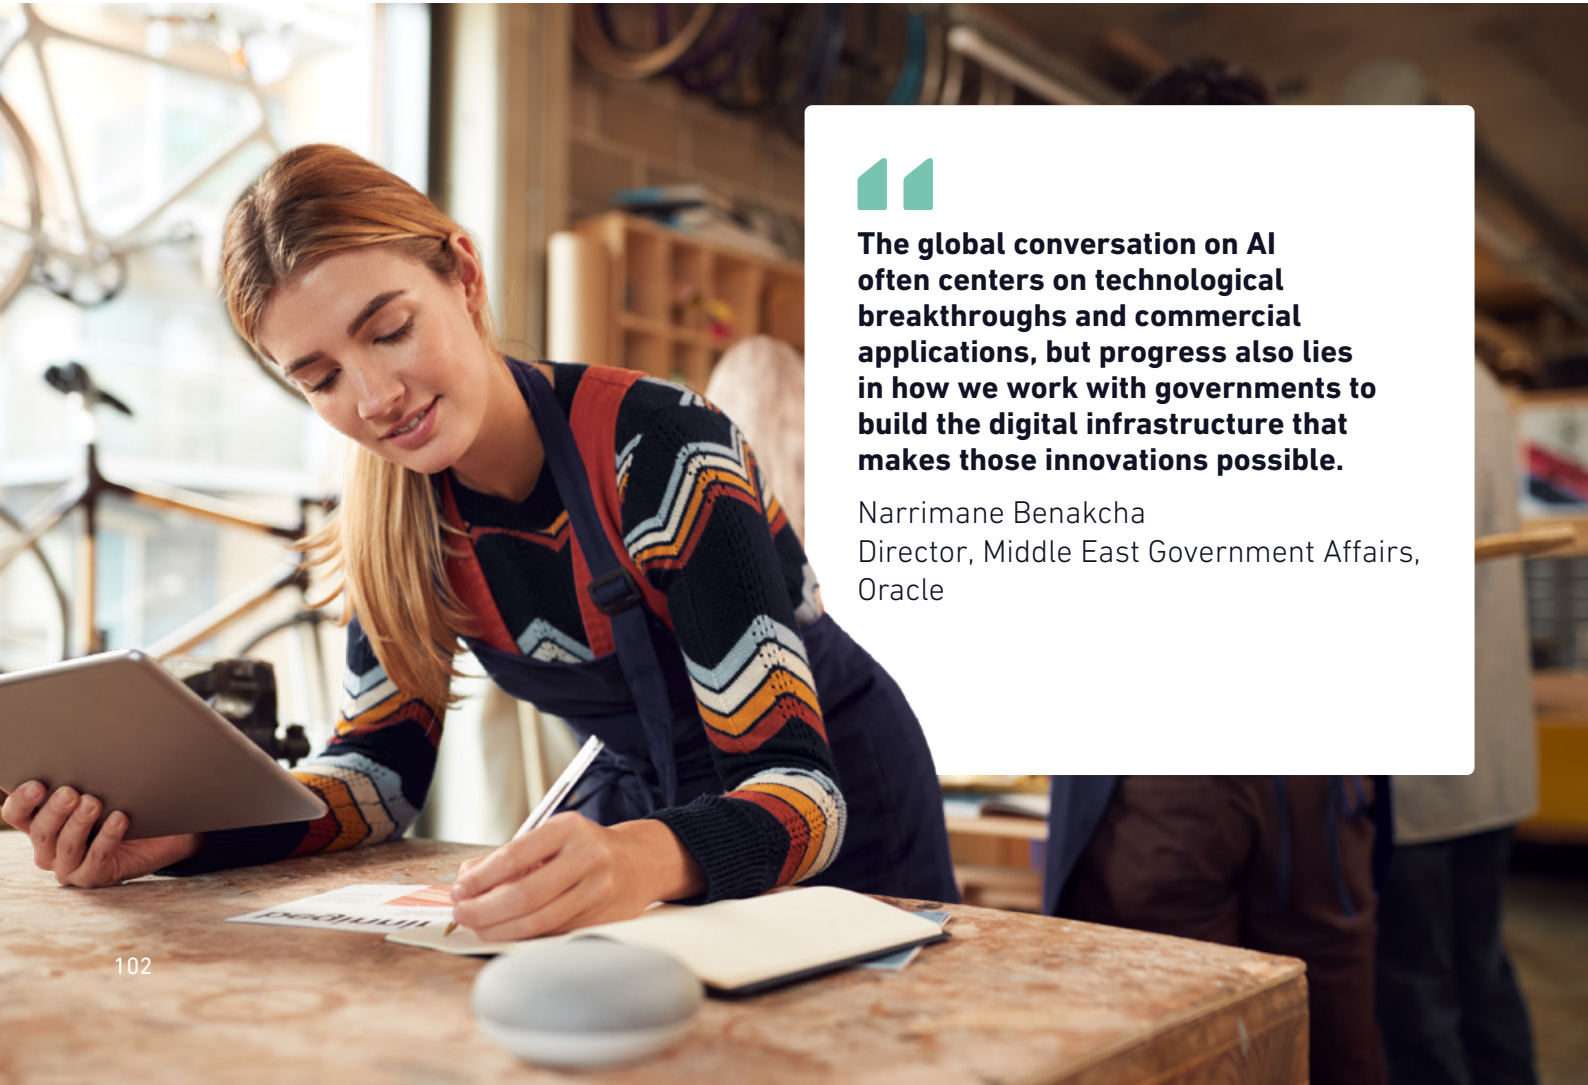 The global conversation on AI
often centers on technological
breakthroughs and commercial
applications, but progress also lies
in how we work with governments to
build the digital infrastructure that
makes those innovations possible.
Narrimane Benakcha
Director, Middle East Government Affairs,
Oracle
102